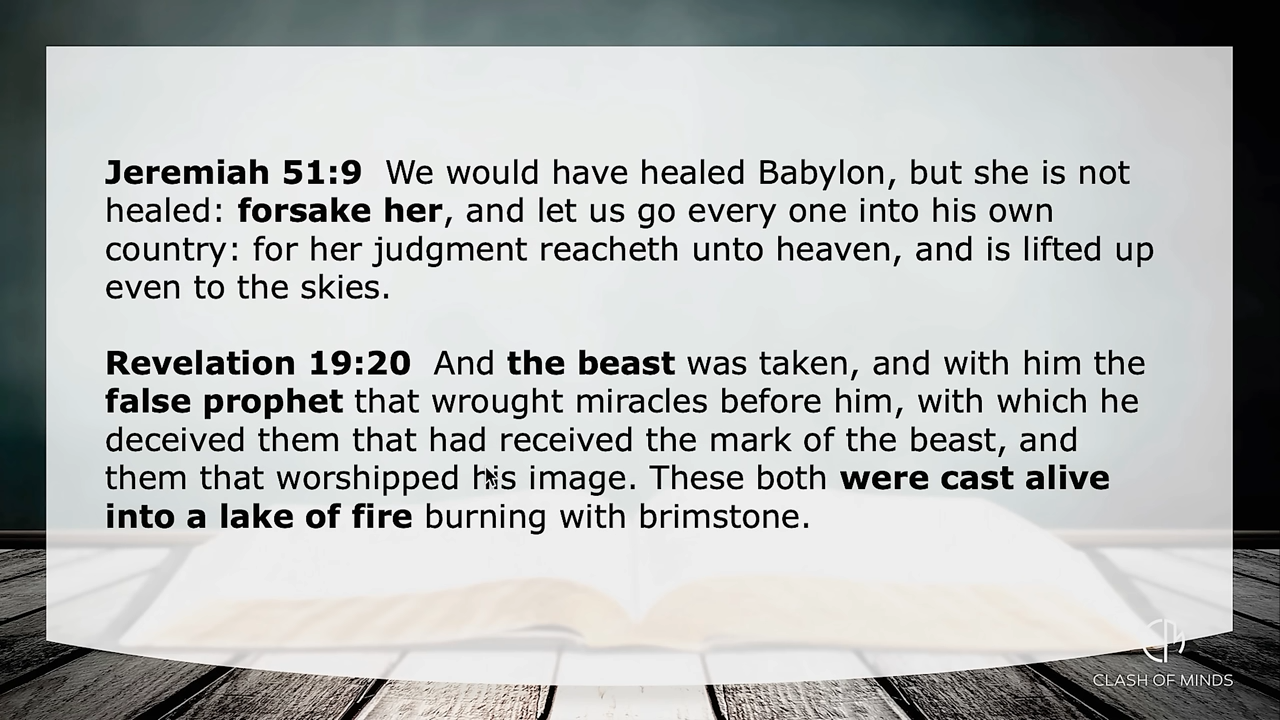 Jeremiah 51:9  We would have healed Babylon, but she is not
healed: forsake her, and let us go every one into his own
country: for her judgment reacheth unto heaven, and is lifted up
even to the skies.
Revelation 19:20  And the beast was taken, and with him the
false prophet that wrought miracles before him, with which he
deceived them that had received the mark of the beast, and
them that worshipped his image. These both were cast alive
into a lake of fire burning with brimstone.
CLASH OF MINDS